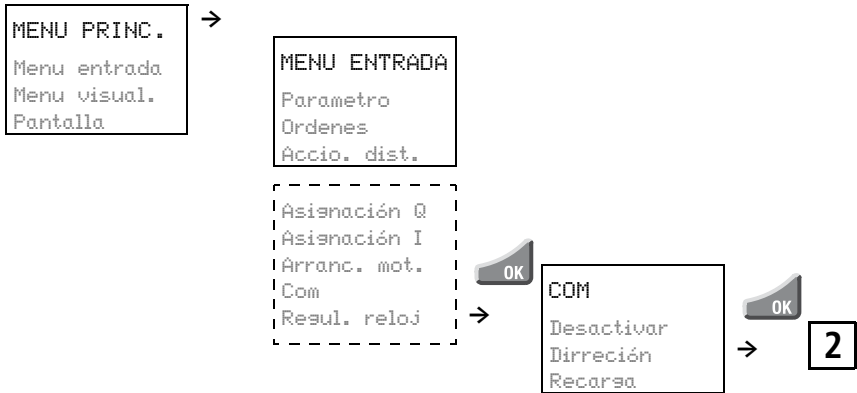 MENU PRINC.
Menu entrada
Menu visual.
Pantalla
MENU ENTRADA
Parametro
Ordenes
Accio. dist.
Asignación Q
Asignación I
Arranc. mot.
Com
Regul. reloj
OK
COM
Desactivar
Dirreción
Recarga
OK
2